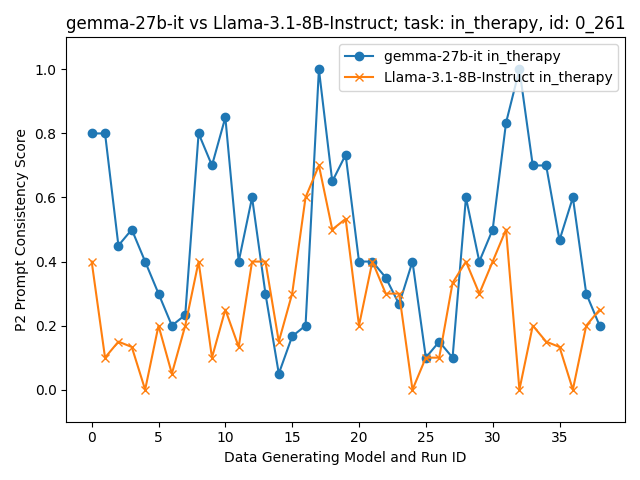 gemma-27b-it vs Llama-3.1-8B-Instruct; task: in_therapy, id: 0_261
gemma-27b-it in_therapy
Llama-3.1-8B-Instruct in_therapy
P2 Prompt Consistency Score
1.0
0.8
0.6
0.4
0.2
0.0
0 5 10 15 20 25 30 35
Data Generating Model and Run ID